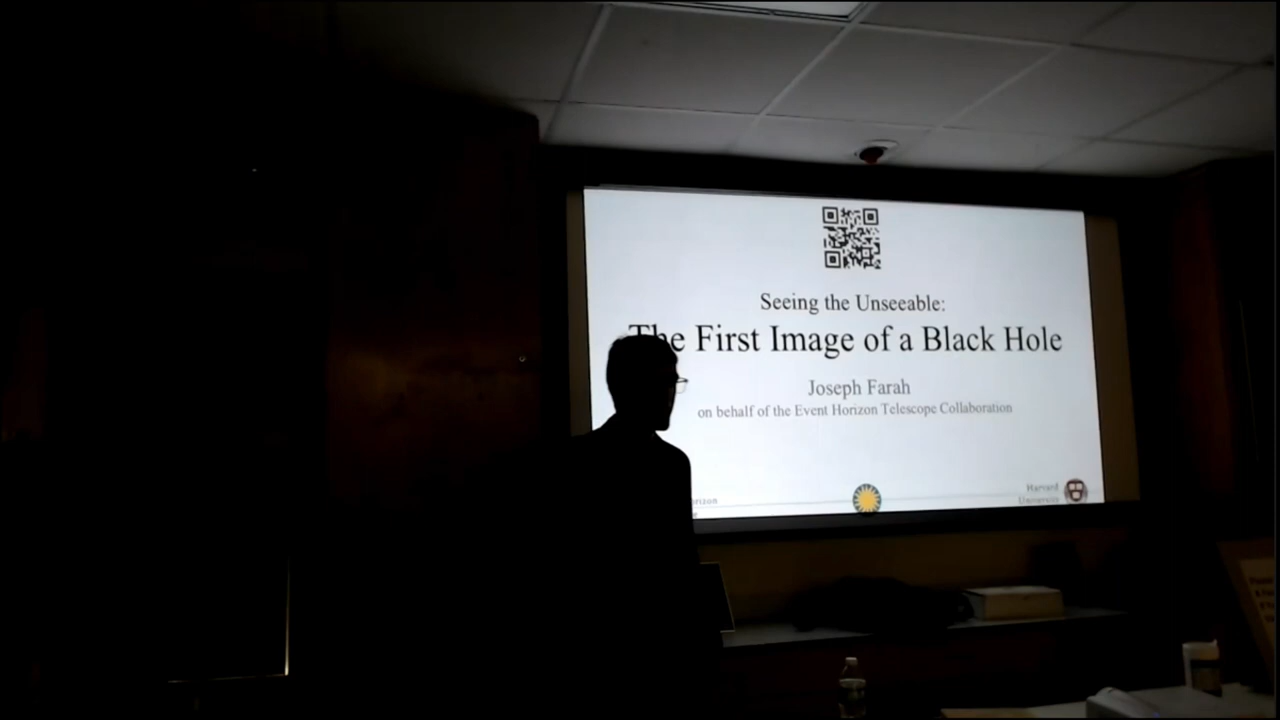 Seeing the Unseeable:
The First Image of a Black Hole
Joseph Farah
on behalf of the Event Horizon Telescope Collaboration
Harvard
University